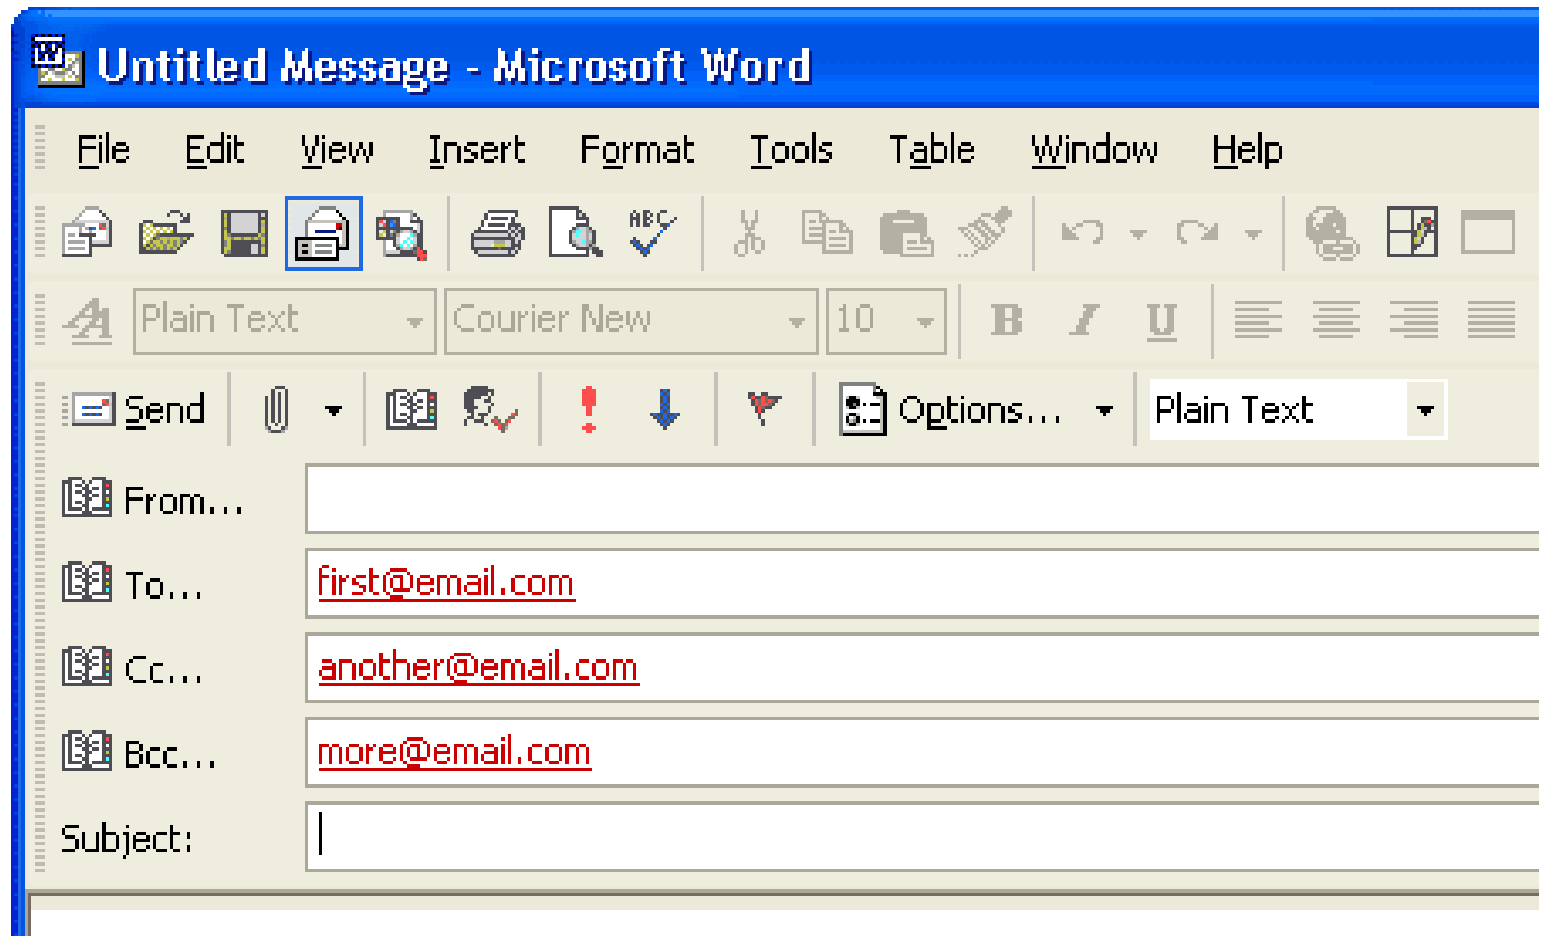 Untitled Message - Microsoft Word
File Edit View Insert Format Tools Table Window Help
ABC
Plain Text Courier New 10 B I U
Send Options... Plain Text
From...
To... first@email.com
Cc... another@email.com
Bcc... more@email.com
Subject: